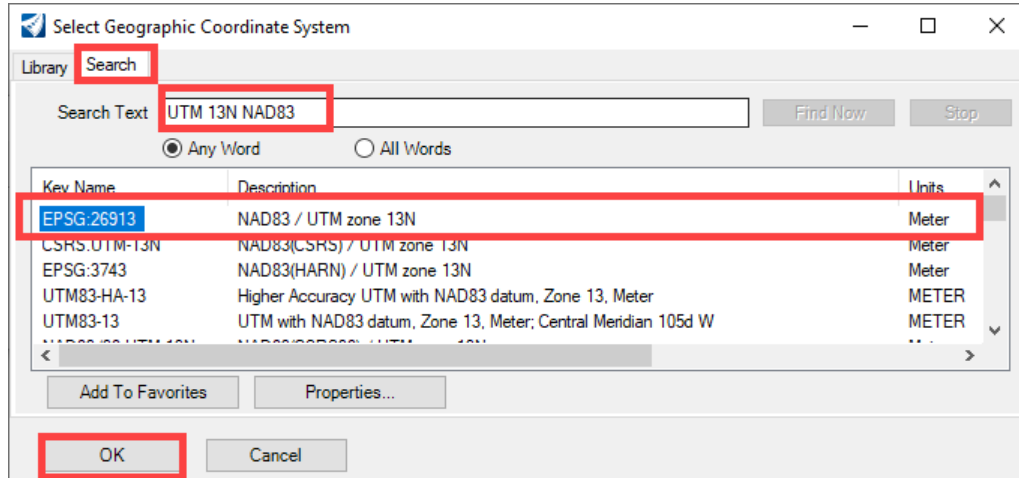 Select Geographic Coordinate System
Library Search
Search Text UTM 13N NAD83 Find Now Stop
Any Word All Words
Key Name Description Units
EPSG:26913 NAD83 / UTM zone 13N Meter
CSRS.UTM-13N NAD83(CSRS) / UTM zone 13N Meter
EPSG:3743 NAD83(HARN) / UTM zone 13N Meter
UTM83-HA-13 Higher Accuracy UTM with NAD83 datum, Zone 13, Meter METER
UTM83-13 UTM with NAD83 datum, Zone 13, Meter; Central Meridian 105d W METER
Add To Favorites Properties...
OK Cancel